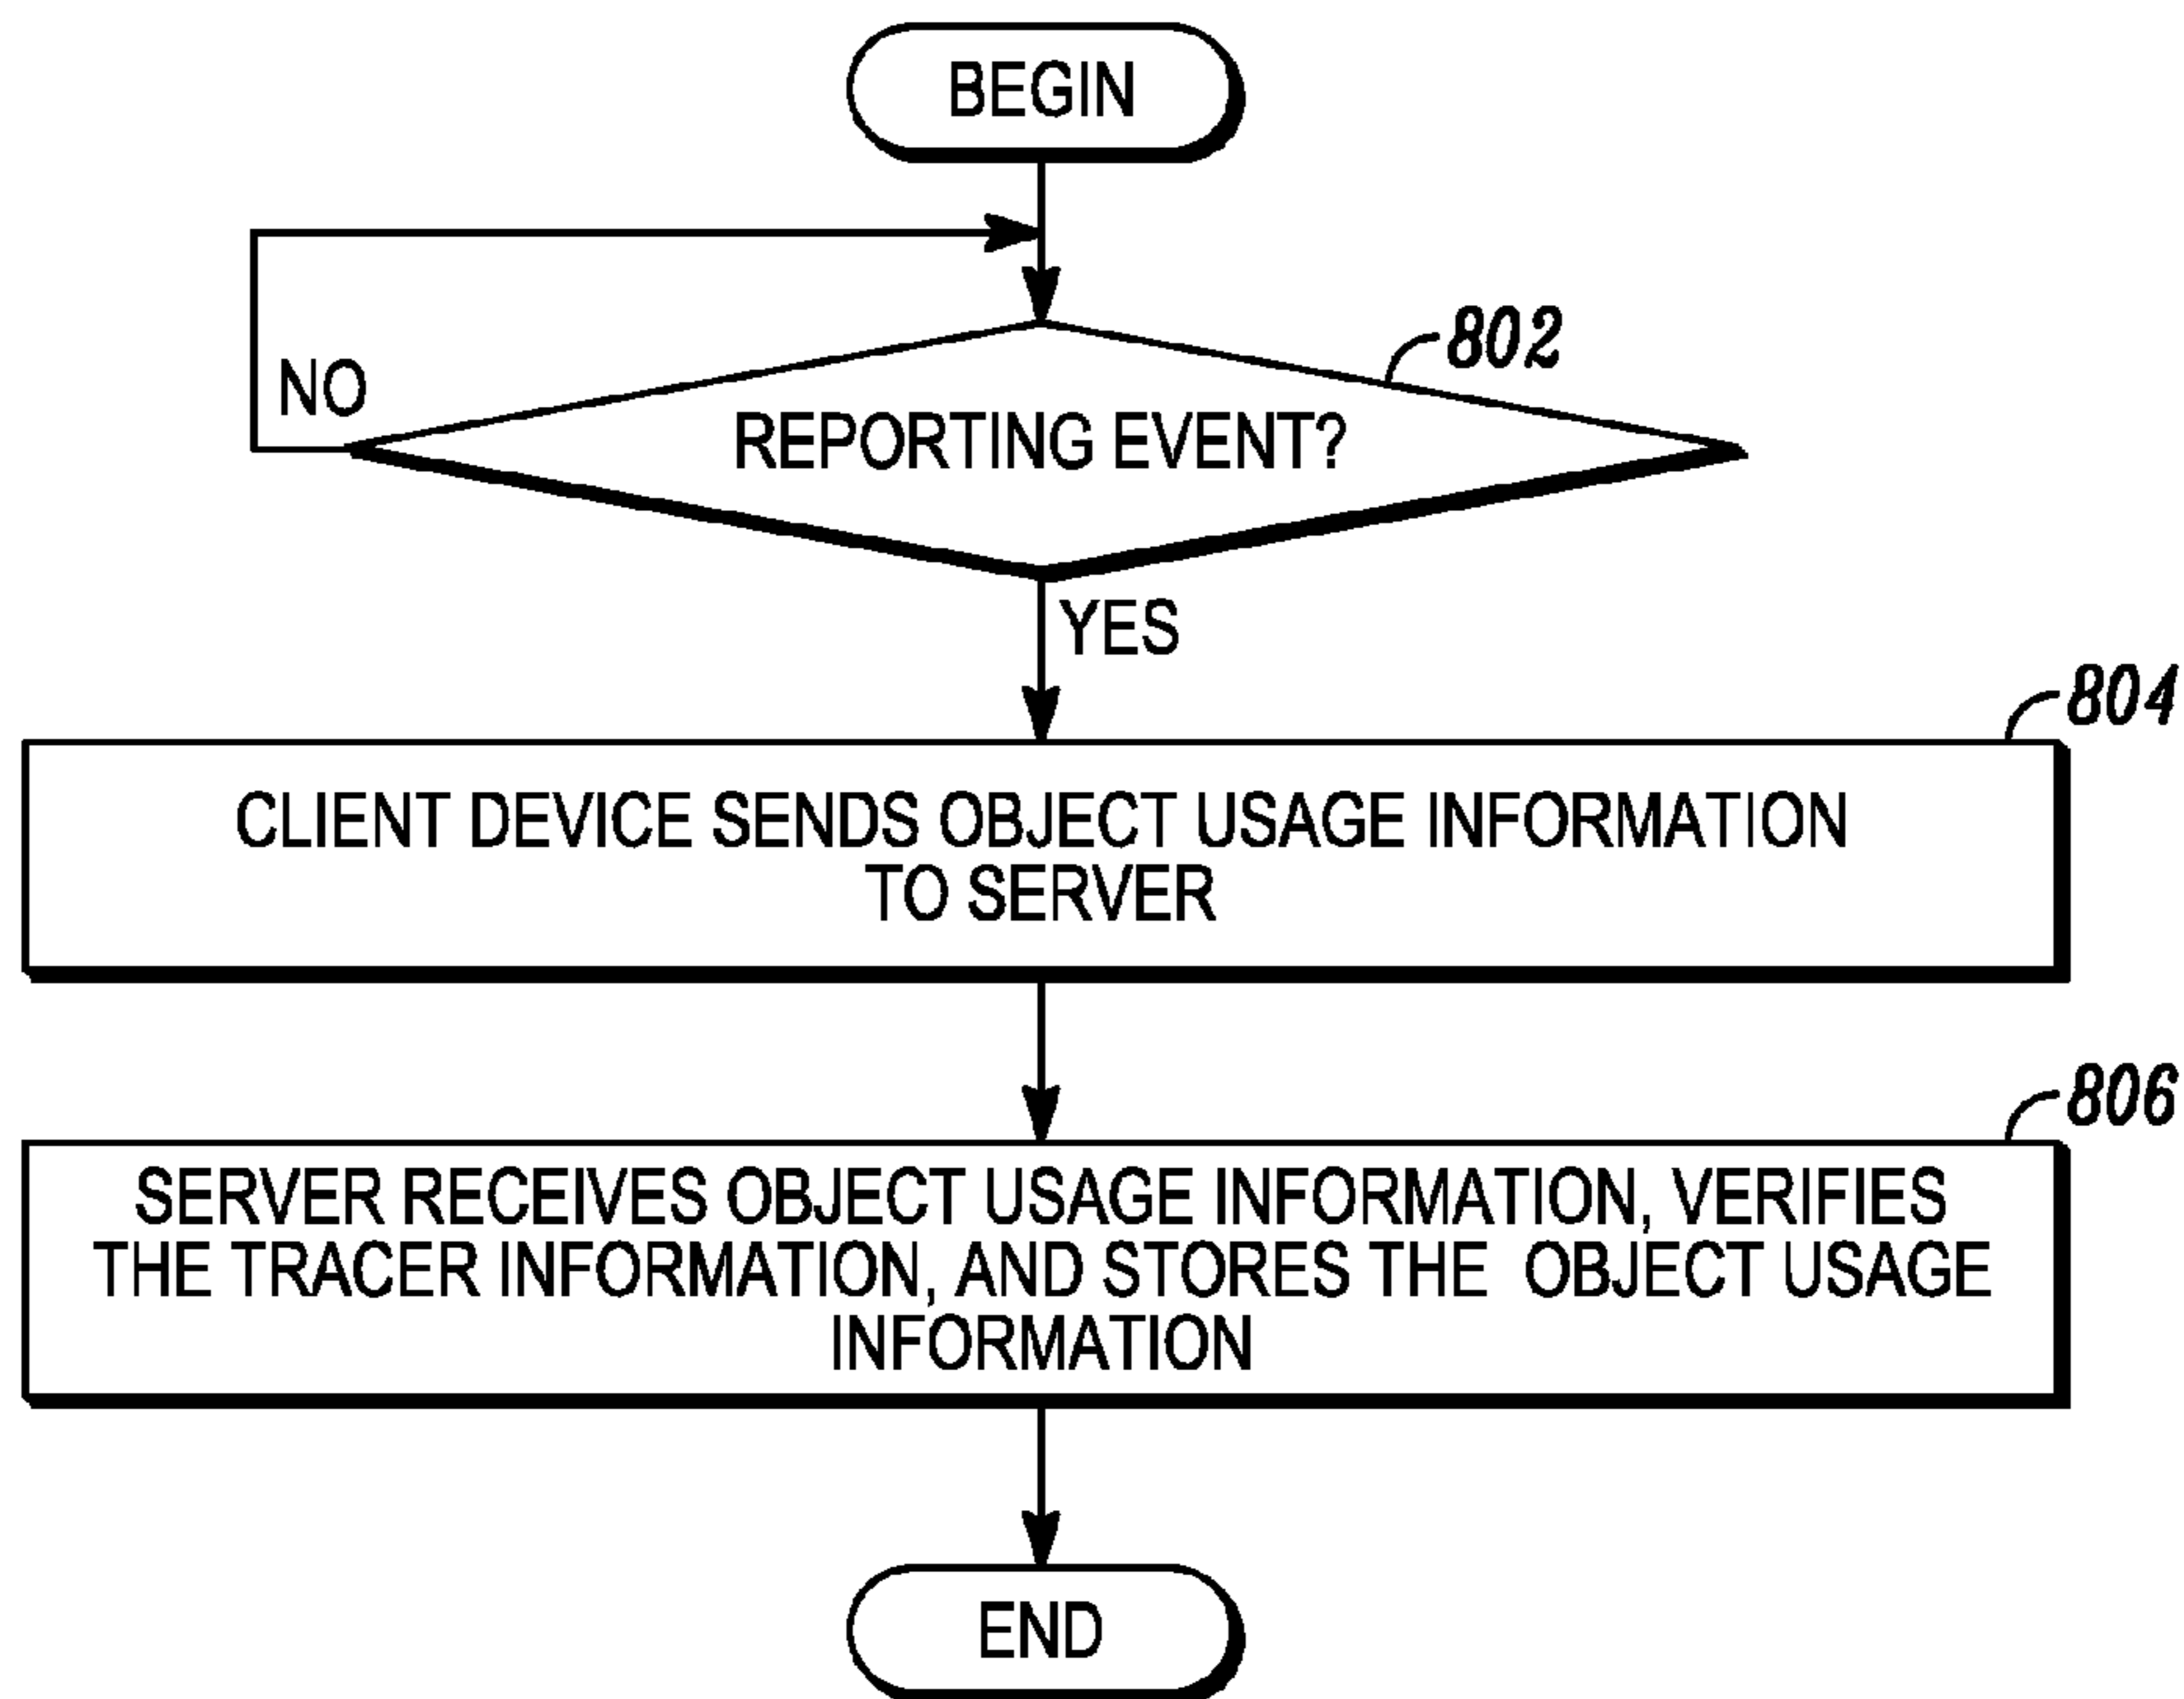 BEGIN
802
NO
REPORTING EVENT?
YES
804
CLIENT DEVICE SENDS OBJECT USAGE INFORMATION
TO SERVER
806
SERVER RECEIVES OBJECT USAGE INFORMATION, VERIFIES
THE TRACER INFORMATION, AND STORES THE OBJECT USAGE
INFORMATION
END